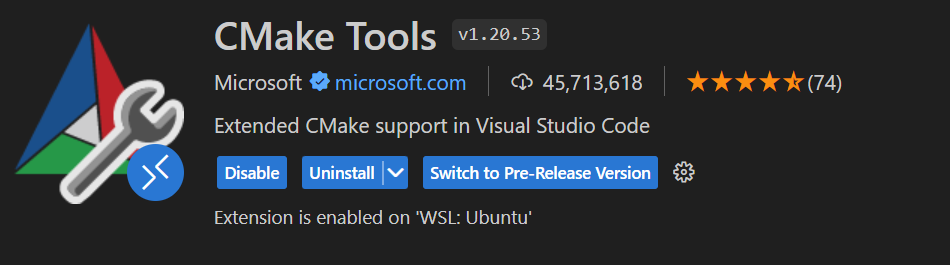 CMake Tools v1.20.53
Microsoft microsoft.com 45,713,618 (74)
Extended CMake support in Visual Studio Code
Disable Uninstall Switch to Pre-Release Version
Extension is enabled on 'WSL: Ubuntu'